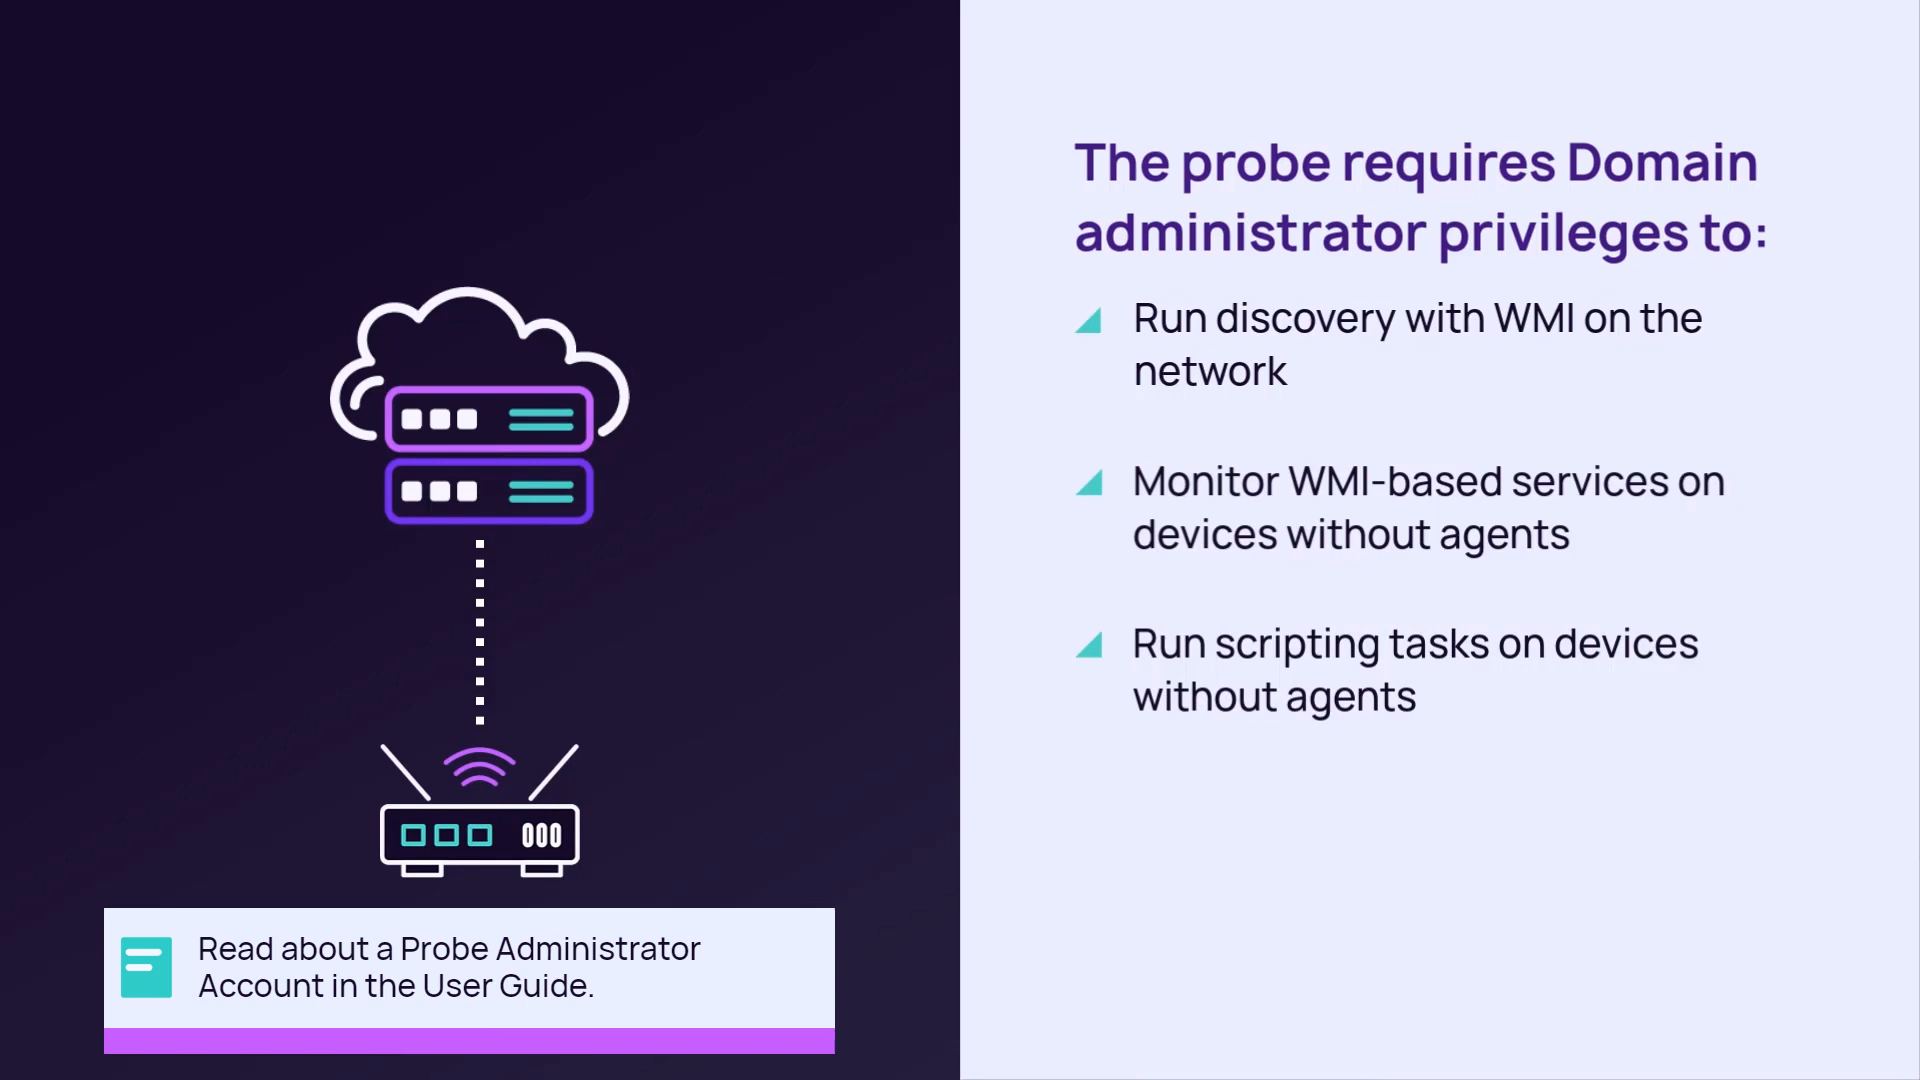 The probe requires Domain
administrator privileges to:
Run discovery with WMI on the
network
Monitor WMI-based services on
devices without agents
Run scripting tasks on devices
without agents
Read about a Probe Administrator
Account in the User Guide.